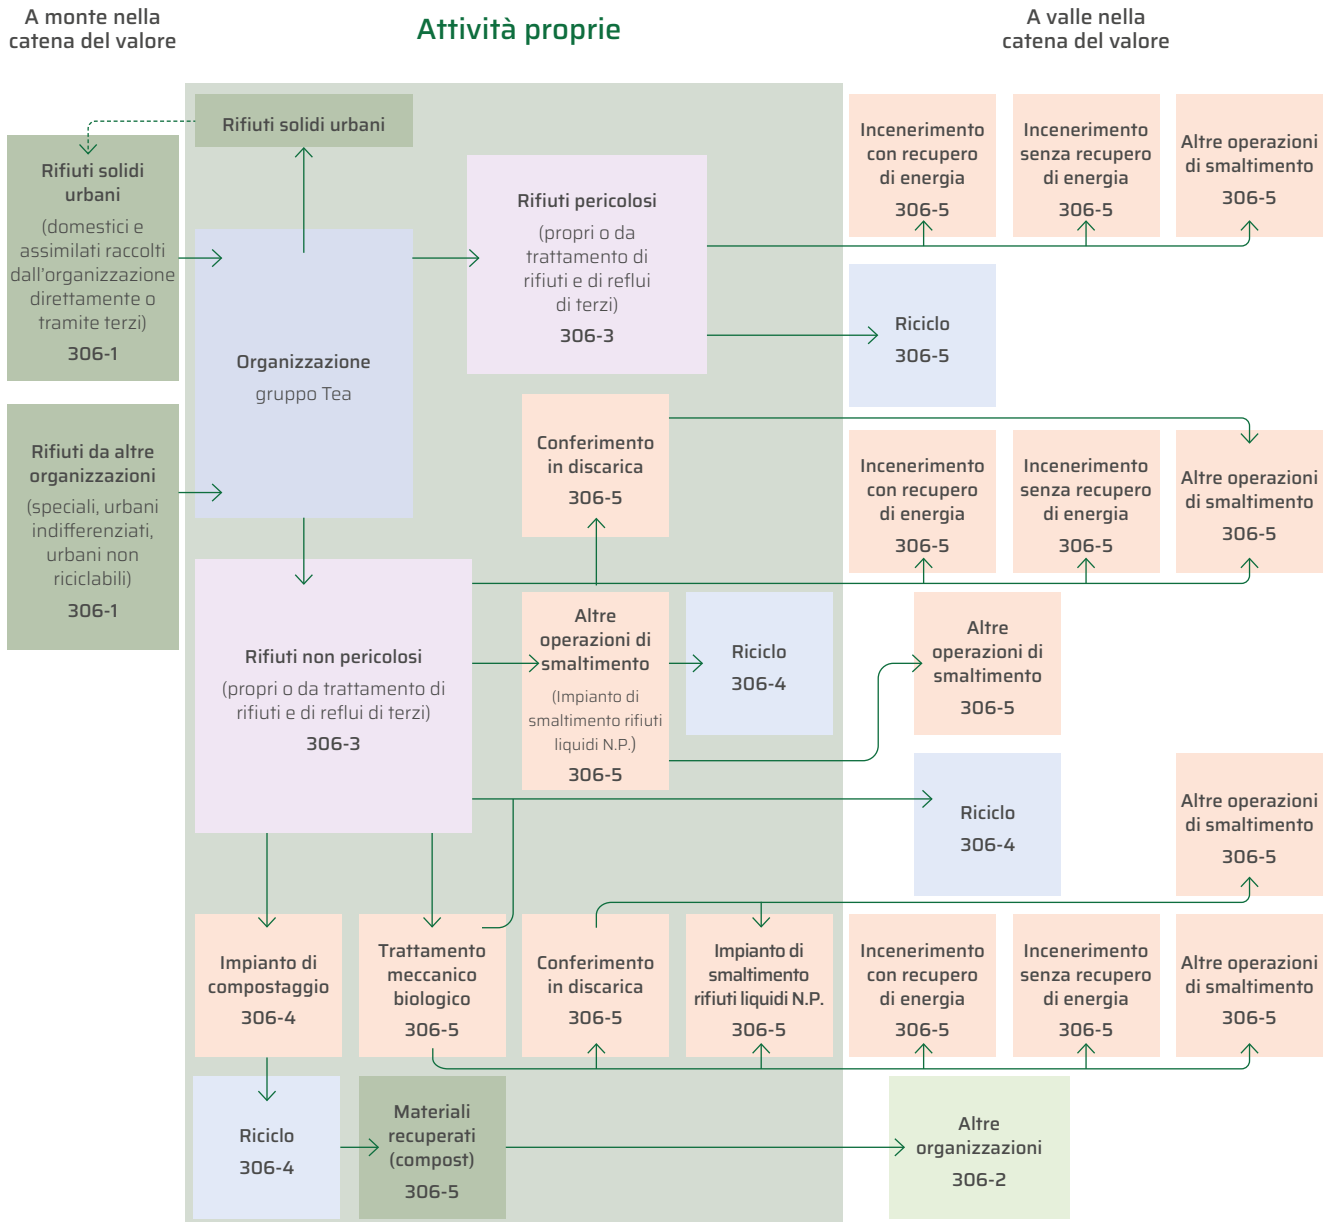 A monte nella
catena del valore
Attività proprie
A valle nella
catena del valore
Rifiuti solidi urbani
Rifiuti solidi
urbani
(domestici e
assimilati raccolti
dall'organizzazione
direttamente o
tramite terzi)
306-1
Rifiuti da altre
organizzazioni
(speciali, urbani
indifferenziati,
urbani non
riciclabili)
306-1
Organizzazione
gruppo Tea
Rifiuti pericolosi
(propri o da
trattamento di
rifiuti e di reflui
di terzi)
306-3
Incenerimento
con recupero
di energia
306-5
Incenerimento
senza recupero
di energia
306-5
Altre operazioni
di smaltimento
306-5
Riciclo
306-5
Conferimento
in discarica
306-5
Incenerimento
con recupero
di energia
306-5
Incenerimento
senza recupero
di energia
306-5
Altre operazioni
di smaltimento
306-5
Rifiuti non pericolosi
(propri o da trattamento di
rifiuti e di reflui di terzi)
306-3
Altre
operazioni di
smaltimento
(Impianto di
smaltimento rifiuti
liquidi N.P.)
306-5
Riciclo
306-4
Altre
operazioni di
smaltimento
306-5
Riciclo
306-4
Altre operazioni
di smaltimento
306-5
Impianto di
compostaggio
306-4
Trattamento
meccanico
biologico
306-5
Conferimento
in discarica
306-5
Impianto di
smaltimento
rifiuti liquidi N.P.
306-5
Incenerimento
con recupero
di energia
306-5
Incenerimento
senza recupero
di energia
306-5
Altre operazioni
di smaltimento
306-5
Riciclo
306-4
Materiali
recuperati
(compost)
306-5
Altre
organizzazioni
306-2